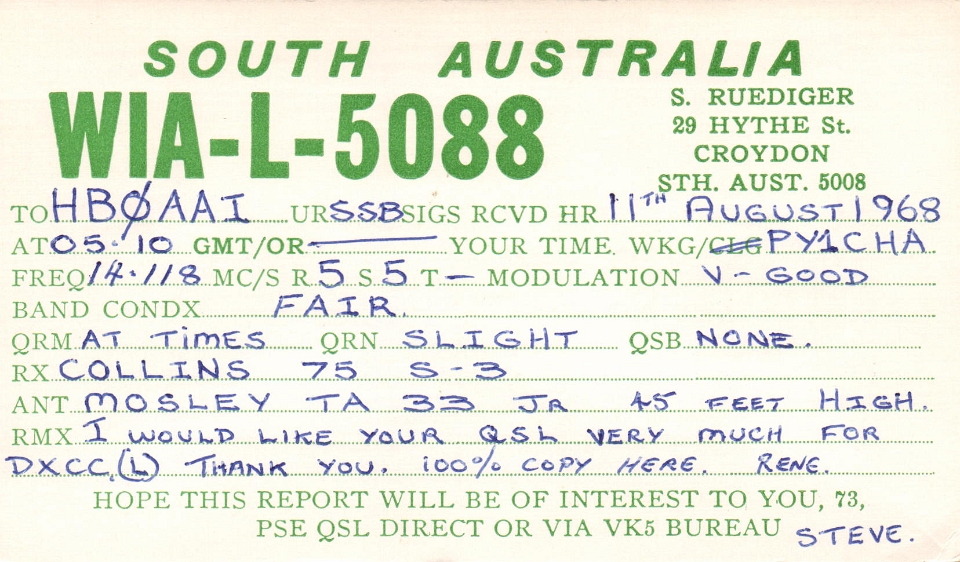 SOUTH AUSTRALIA
WIA-L-5088
S. RUEDIGER
29 HYTHE St.
CROYDON
STH. AUST. 5008
TO HBØAAI UR SSB SIGS RCVD HR 11TH AUGUST 1968
AT 05.10 GMT/OR YOUR TIME. WKG/CLG PY1CHA
FREQ 14.118 MC/S R 5 S 5 T — MODULATION V-GOOD
BAND CONDX FAIR.
QRM AT TIMES QRN SLIGHT QSB NONE.
RX COLLINS 75 S-3
ANT MOSLEY TA 33 JR 45 FEET HIGH.
RMX I WOULD LIKE YOUR QSL VERY MUCH FOR
DXCC.(L) THANK YOU. 100% COPY HERE. RENE.
HOPE THIS REPORT WILL BE OF INTEREST TO YOU, 73,
PSE QSL DIRECT OR VIA VK5 BUREAU STEVE.